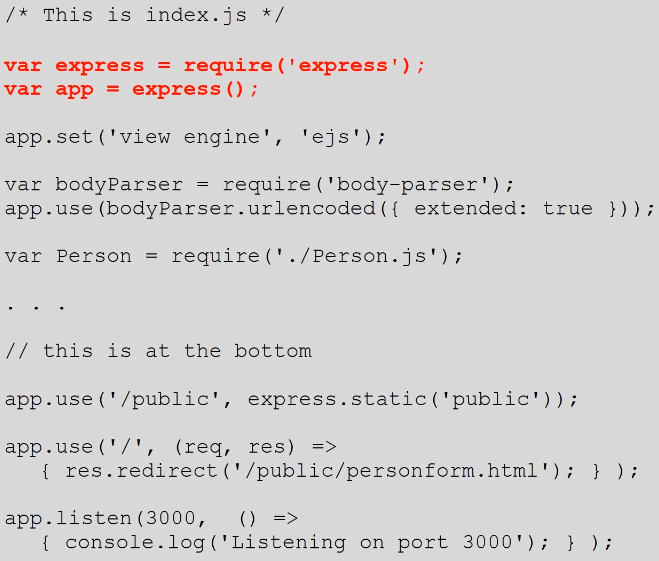 /* This is index.js */
var express = require('express');
var app = express();
app.set('view engine', 'ejs');
var bodyParser = require('body-parser');
app.use(bodyParser.urlencoded({ extended: true }));
var Person = require('./Person.js');
. . .
// this is at the bottom
app.use('/public', express.static('public'));
app.use('/', (req, res) =>
{ res.redirect('/public/personform.html'); } );
app.listen(3000, () =>
{ console.log('Listening on port 3000'); } );